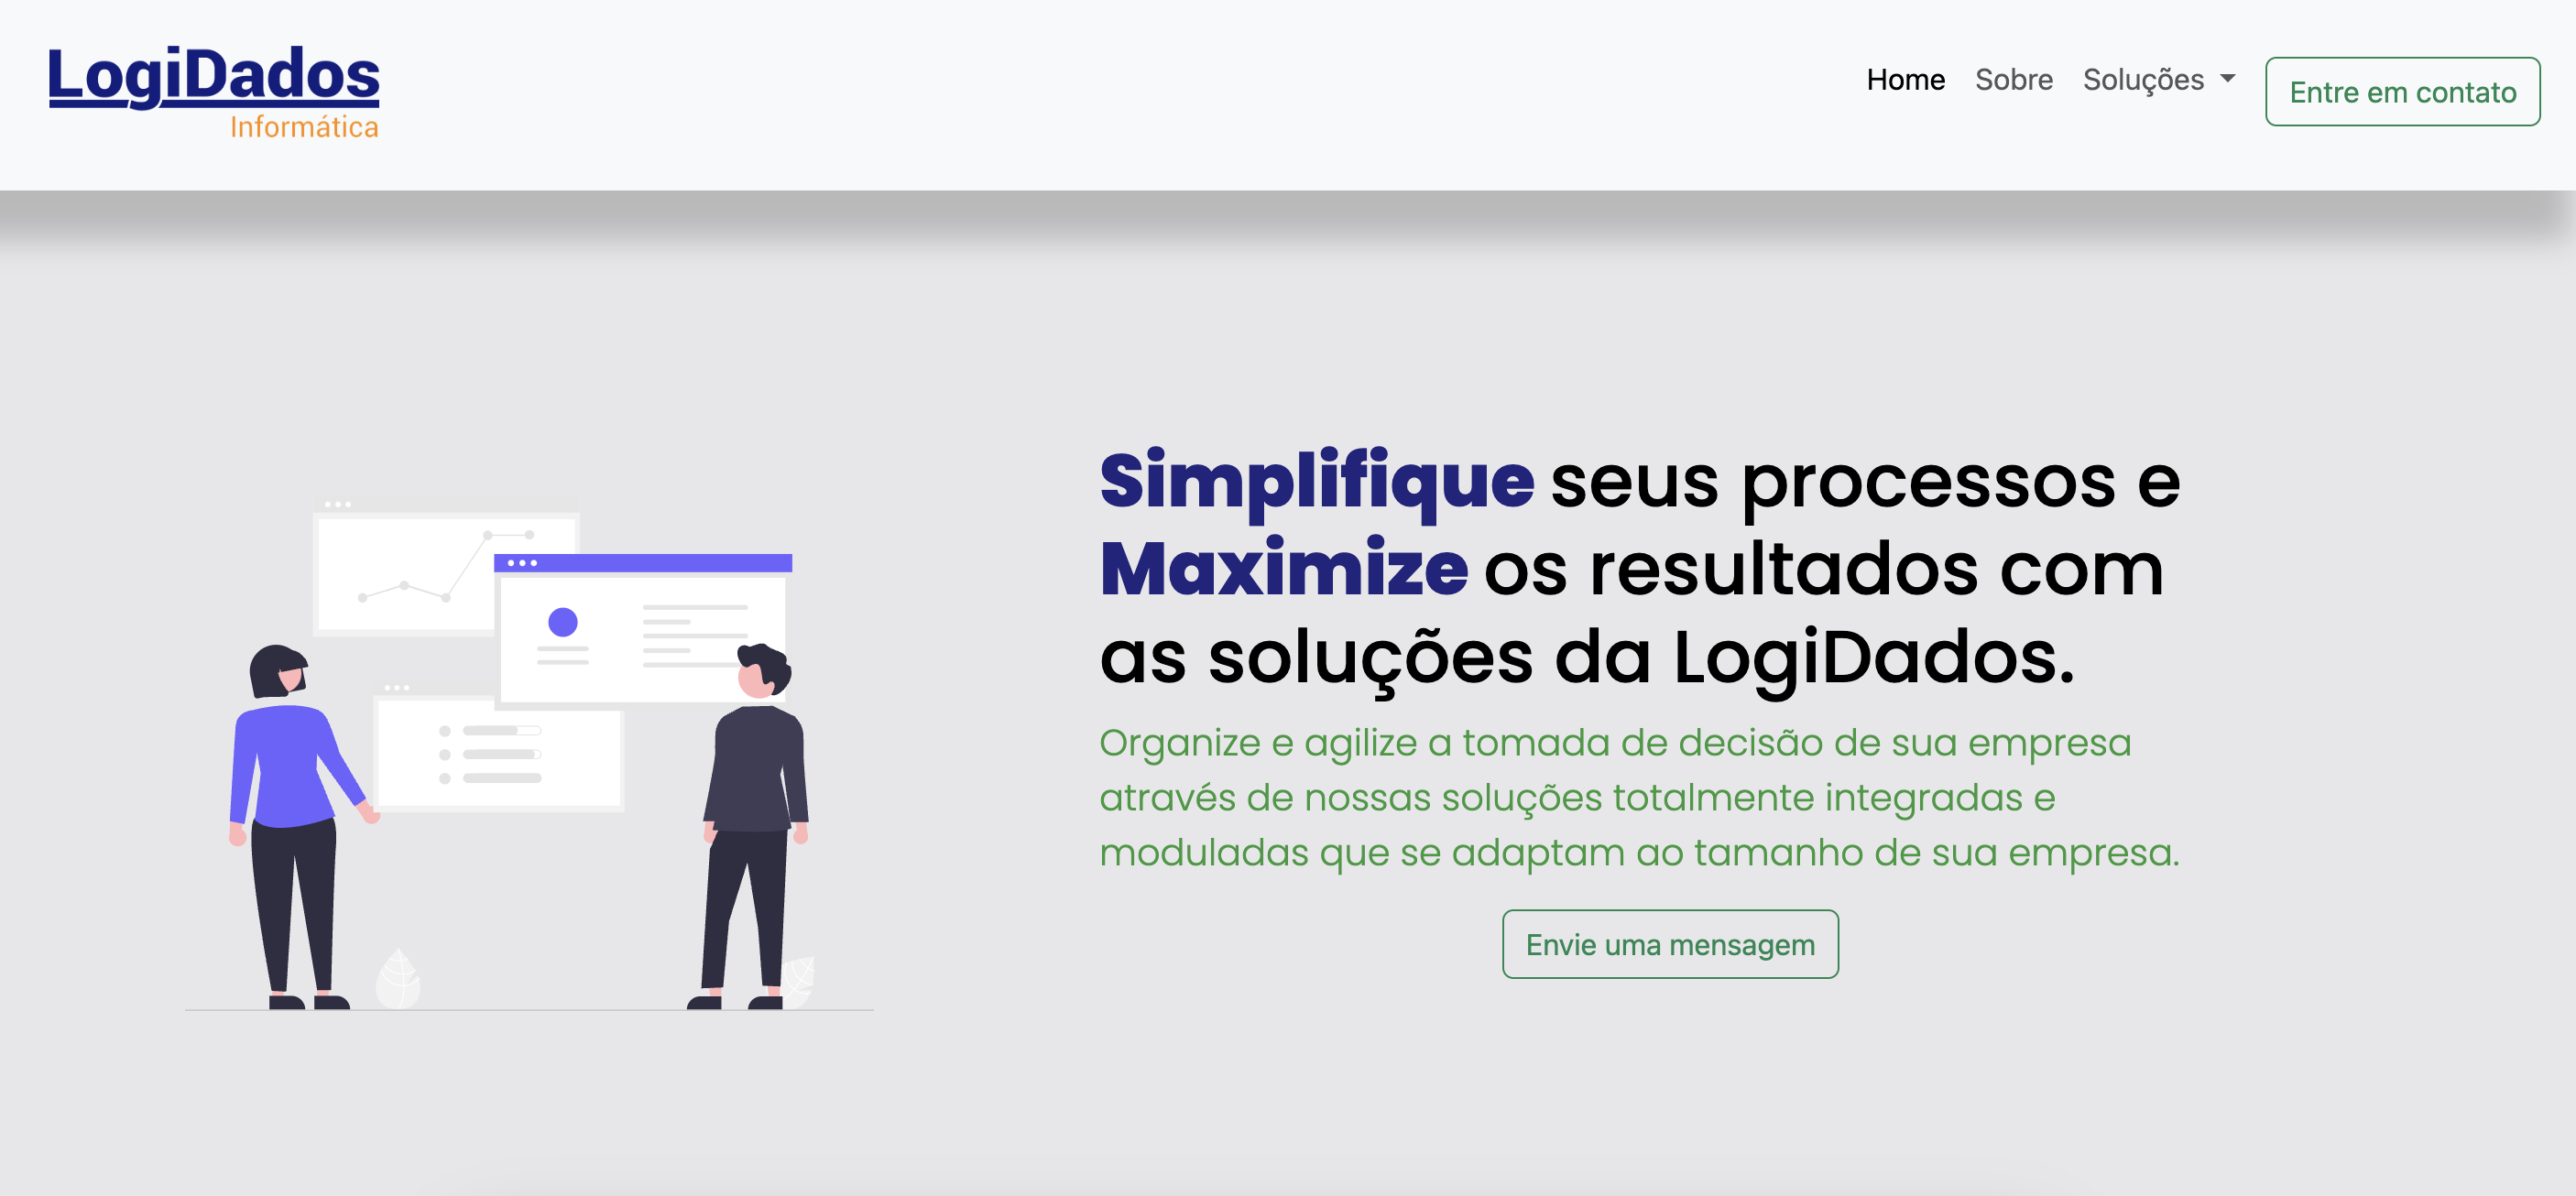 LogiDados
Informática
Home
Sobre
Soluções
Entre em contato
Simplifique seus processos e
Maximize os resultados com
as soluções da LogiDados.
Organize e agilize a tomada de decisão de sua empresa
através de nossas soluções totalmente integradas e
moduladas que se adaptam ao tamanho de sua empresa.
Envie uma mensagem